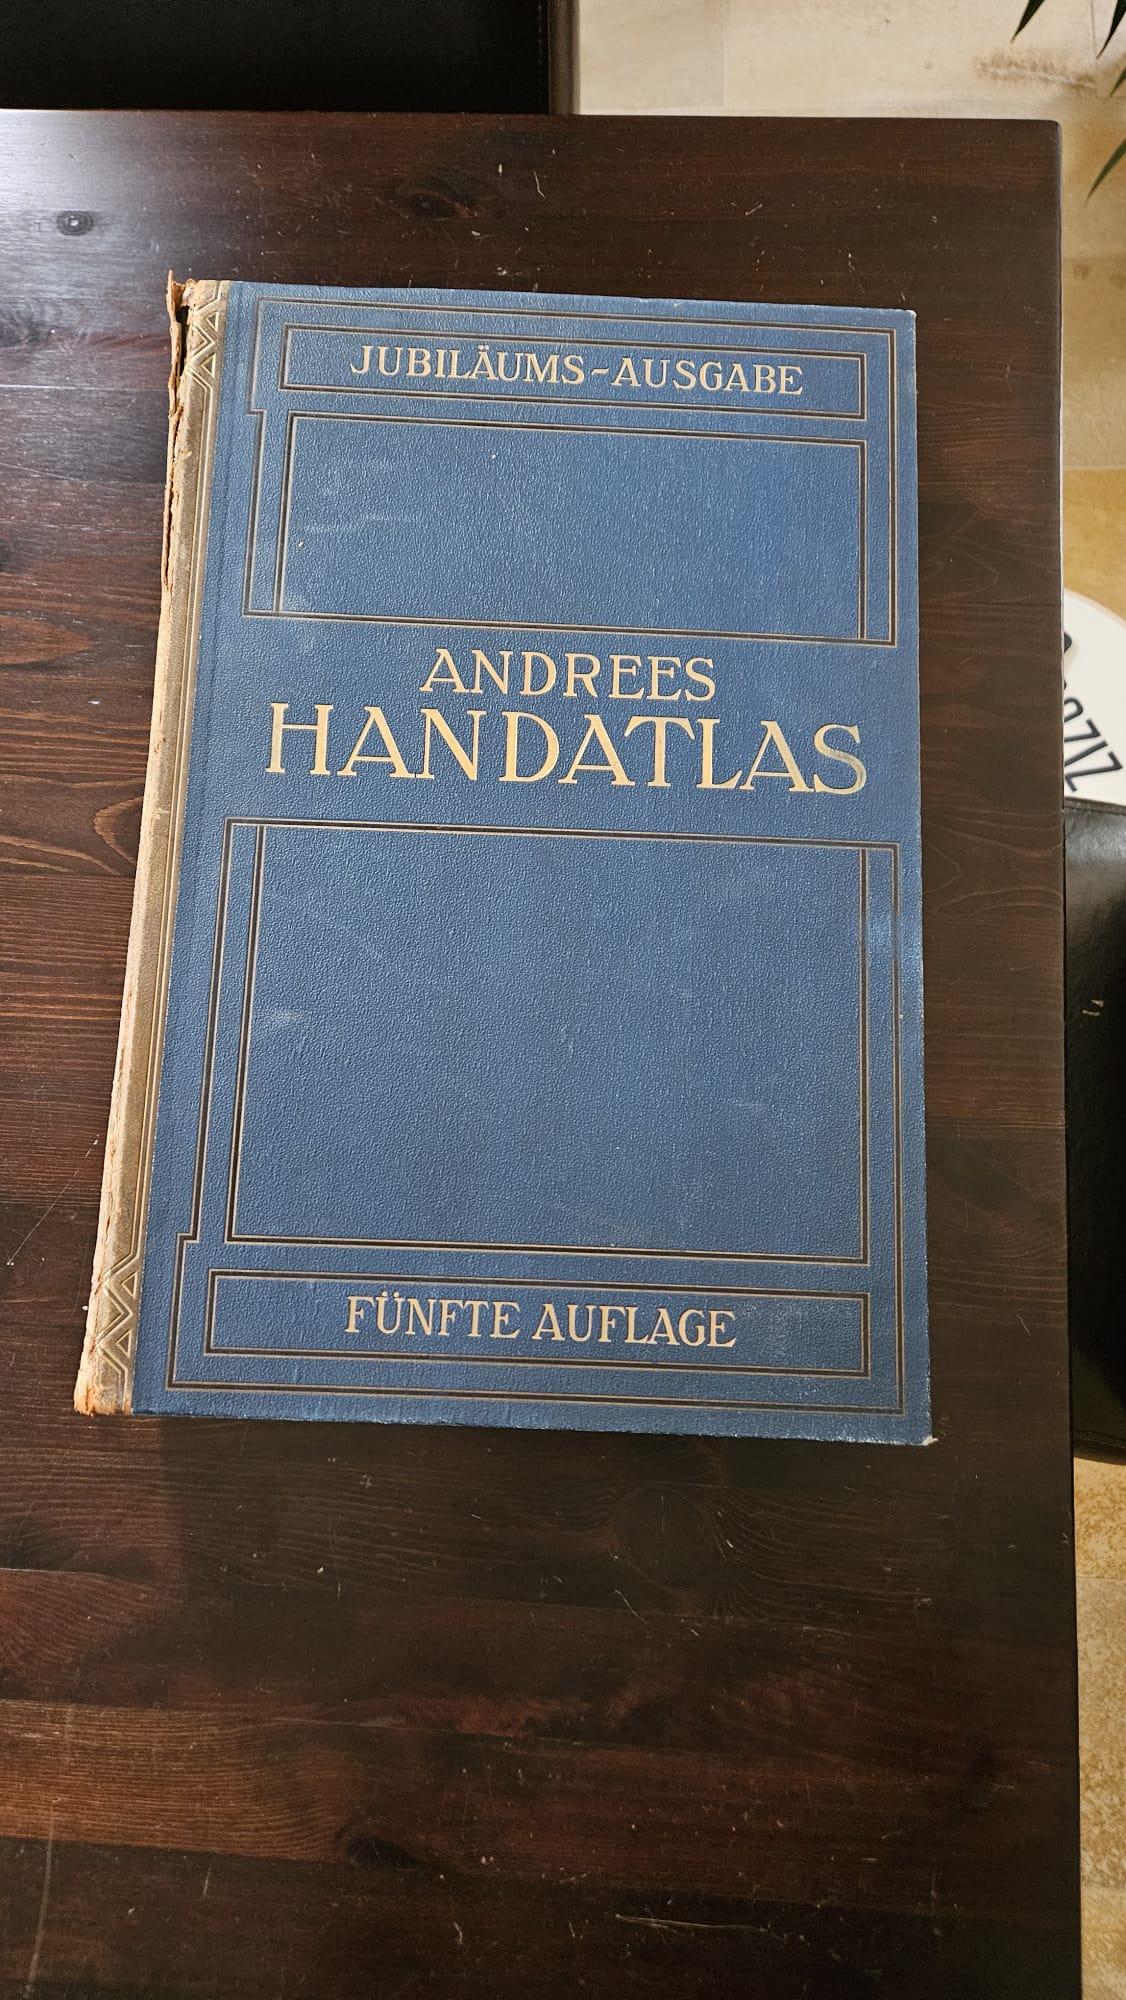 JUBILÄUMS-AUSGABE
ANDREES
HANDATLAS
FÜNFTE AUFLAGE